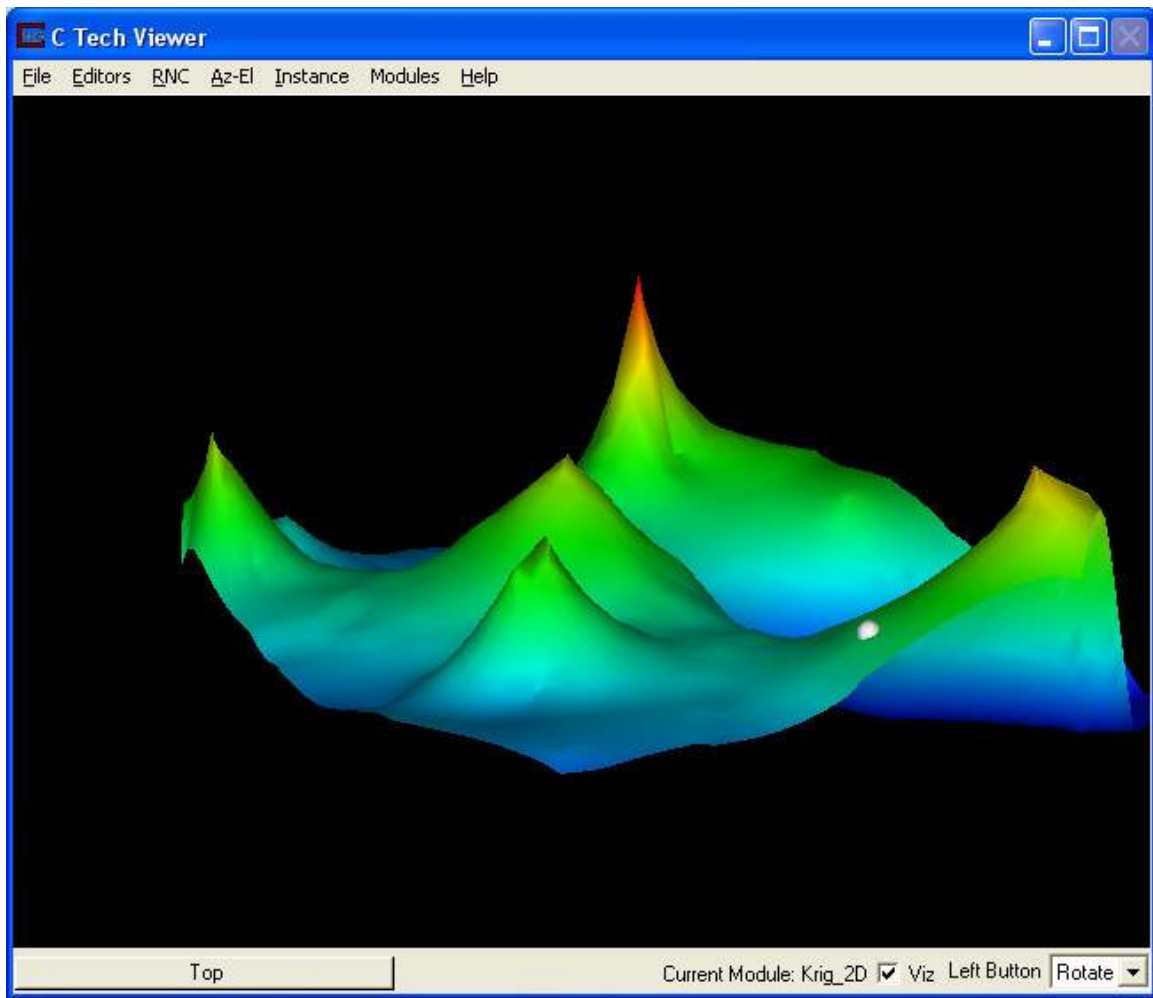 C Tech Viewer
File Editors RNC Az-El Instance Modules Help
Top Current Module: Krig_2D Viz Left Button Rotate